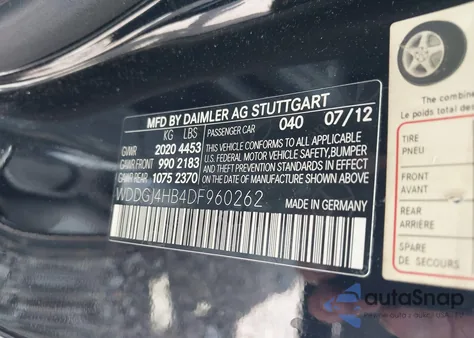 MFD BY DAIMLER AG STUTTGART
KG LBS
PASSENGER CAR 040 07/12
GVWR 2020 4453
GAWR FRONT 990 2183
GAWR REAR 1075 2370
THIS VEHICLE CONFORMS TO ALL APPLICABLE
U.S. FEDERAL MOTOR VEHICLE SAFETY, BUMPER
AND THEFT PREVENTION STANDARDS IN EFFECT
ON THE DATE OF MANUFACTURE SHOWN ABOVE
WDDGJ4HB4DF960262
MADE IN GERMANY
The combine
Le poids total des
TIRE
PNEU
FRONT
AVANT
REAR
ARRIÈRE
SPARE
DE SECOURS
autoSnap